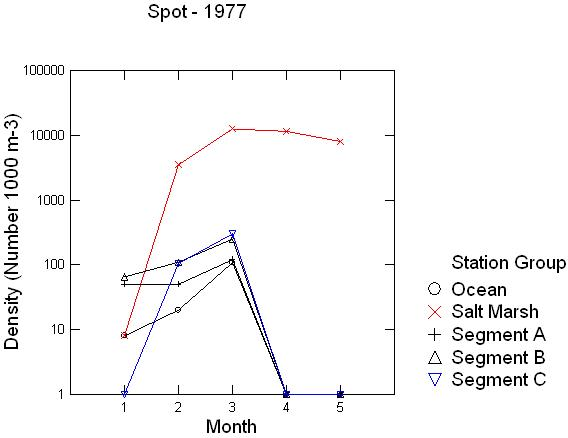 Spot - 1977
100000
10000
1000
100
10
1
Density (Number 1000 m-3)
1 2 3 4 5
Month
Station Group
Ocean
Salt Marsh
Segment A
Segment B
Segment C